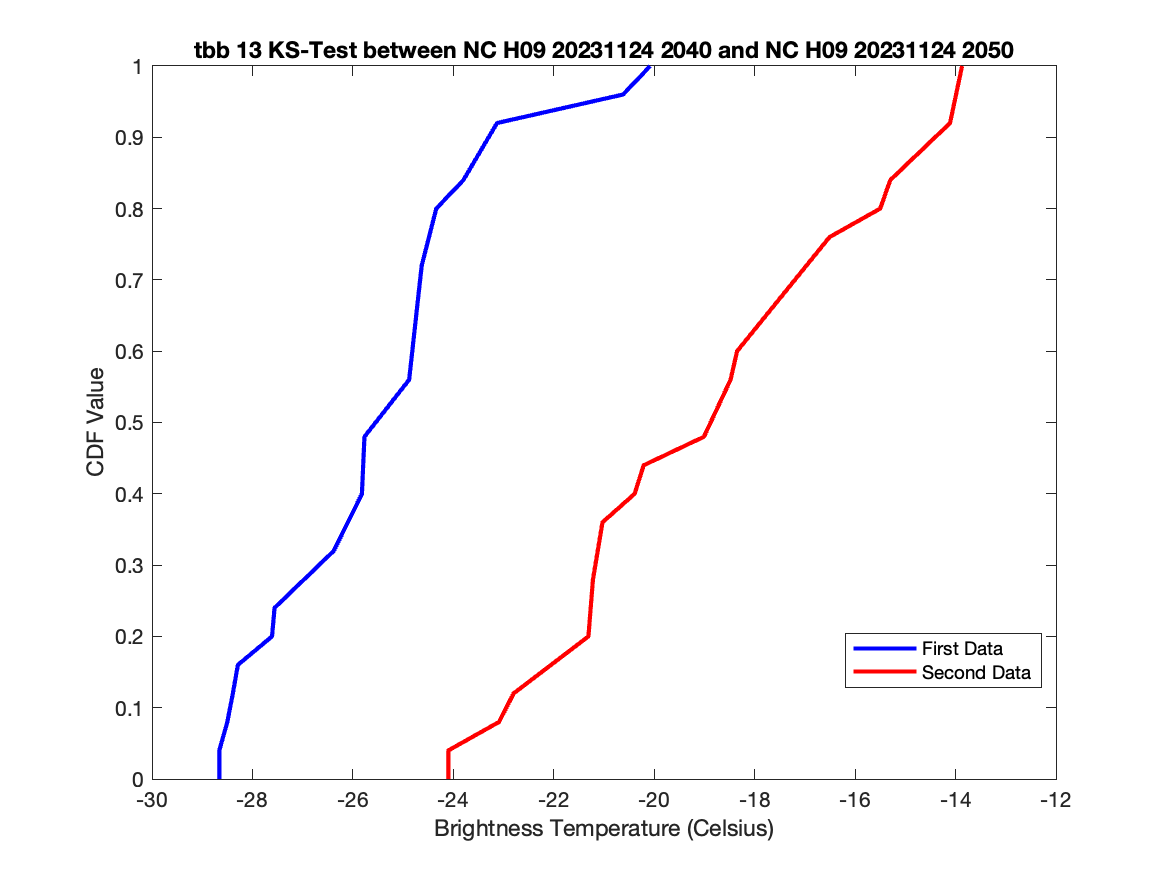 tbb 13 KS-Test between NC H09 20231124 2040 and NC H09 20231124 2050
1
0.9
0.8
0.7
0.6
0.5
0.4
0.3
0.2
0.1
0
CDF Value
First Data
Second Data
-30 -28 -26 -24 -22 -20 -18 -16 -14 -12
Brightness Temperature (Celsius)